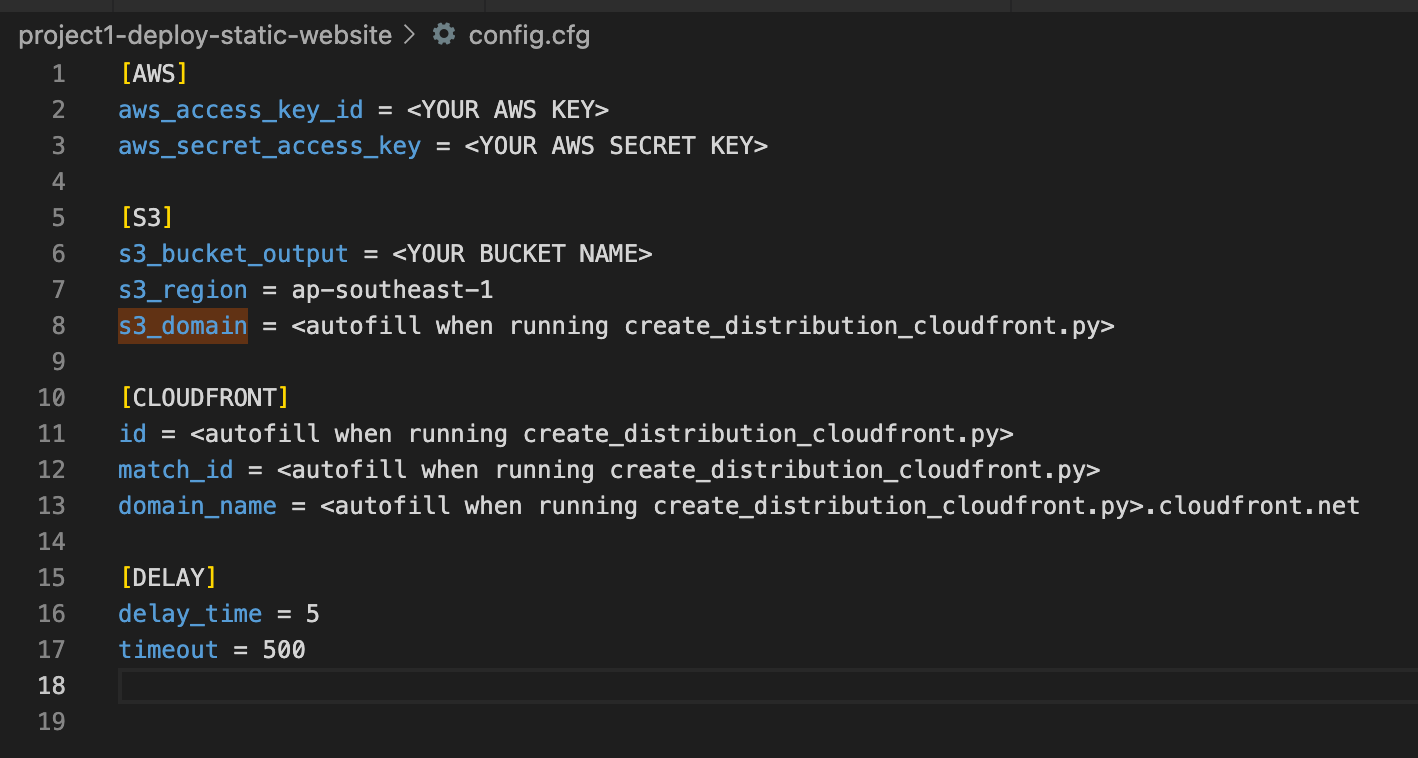 project1-deploy-static-website > config.cfg
1 [AWS]
2 aws_access_key_id = <YOUR AWS KEY>
3 aws_secret_access_key = <YOUR AWS SECRET KEY>
4
5 [S3]
6 s3_bucket_output = <YOUR BUCKET NAME>
7 s3_region = ap-southeast-1
8 s3_domain = <autofill when running create_distribution_cloudfront.py>
9
10 [CLOUDFRONT]
11 id = <autofill when running create_distribution_cloudfront.py>
12 match_id = <autofill when running create_distribution_cloudfront.py>
13 domain_name = <autofill when running create_distribution_cloudfront.py>.cloudfront.net
14
15 [DELAY]
16 delay_time = 5
17 timeout = 500
18
19